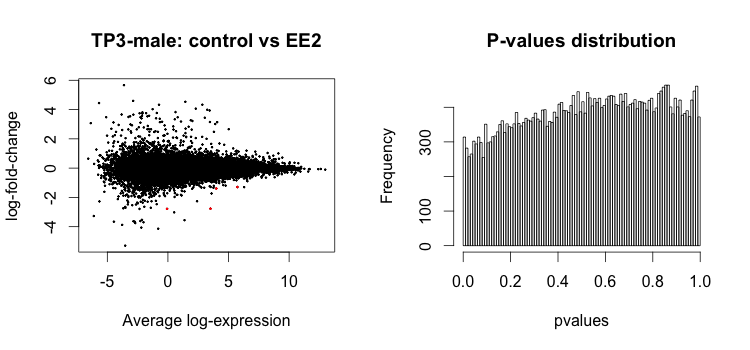 TP3-male: control vs EE2
log-fold-change
6
4
2
0
-2
-4
-5 0 5 10
Average log-expression
P-values distribution
Frequency
300
100
0
0.0 0.2 0.4 0.6 0.8 1.0
pvalues